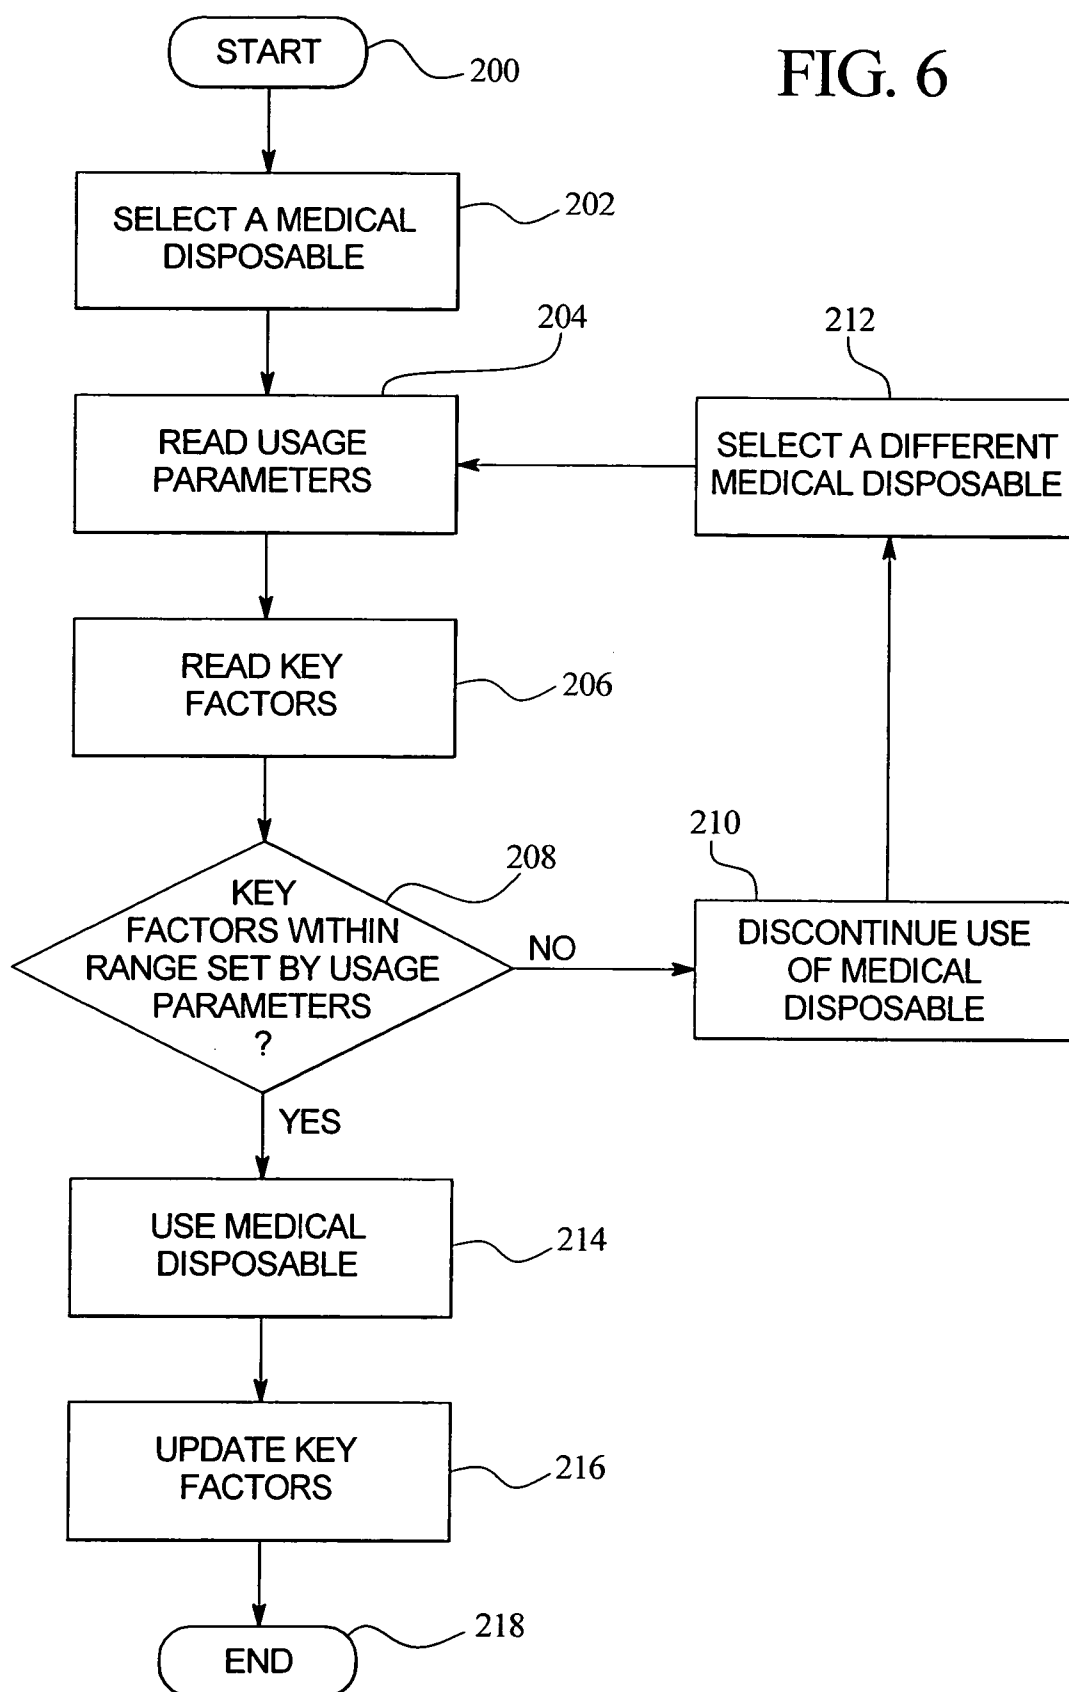 START
200
FIG. 6
SELECT A MEDICAL
DISPOSABLE
202
204
212
READ USAGE
PARAMETERS
SELECT A DIFFERENT
MEDICAL DISPOSABLE
READ KEY
FACTORS
206
210
208
KEY
FACTORS WITHIN
RANGE SET BY USAGE
PARAMETERS
?
NO
DISCONTINUE USE
OF MEDICAL
DISPOSABLE
YES
USE MEDICAL
DISPOSABLE
214
UPDATE KEY
FACTORS
216
END
218